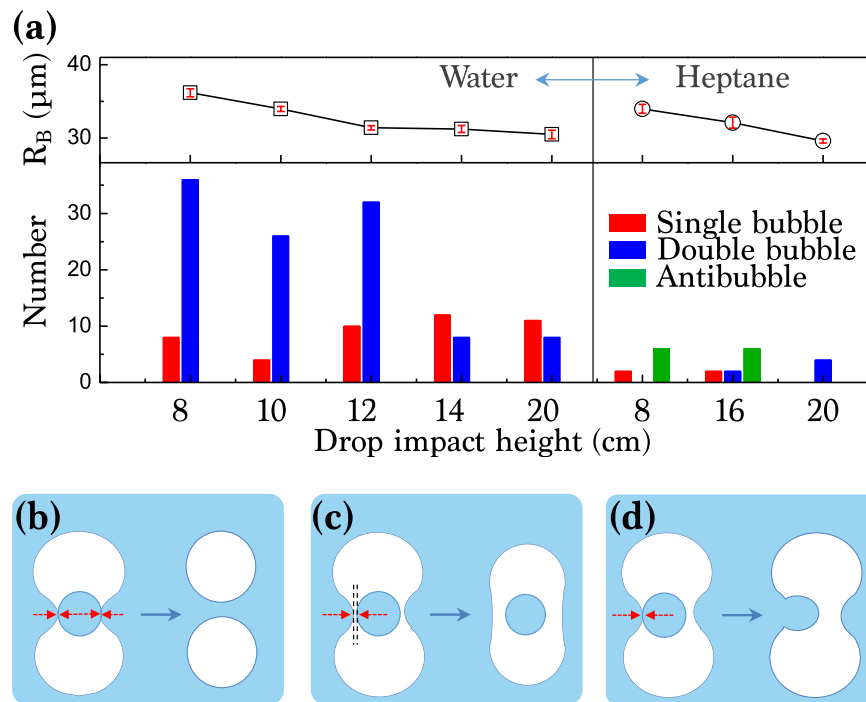 (a)
40
30
R_B (μm)
Water
Heptane
30
20
10
0
Number
Single bubble
Double bubble
Antibubble
8 10 12 14 20 8 16 20
Drop impact height (cm)
(b) (c) (d)